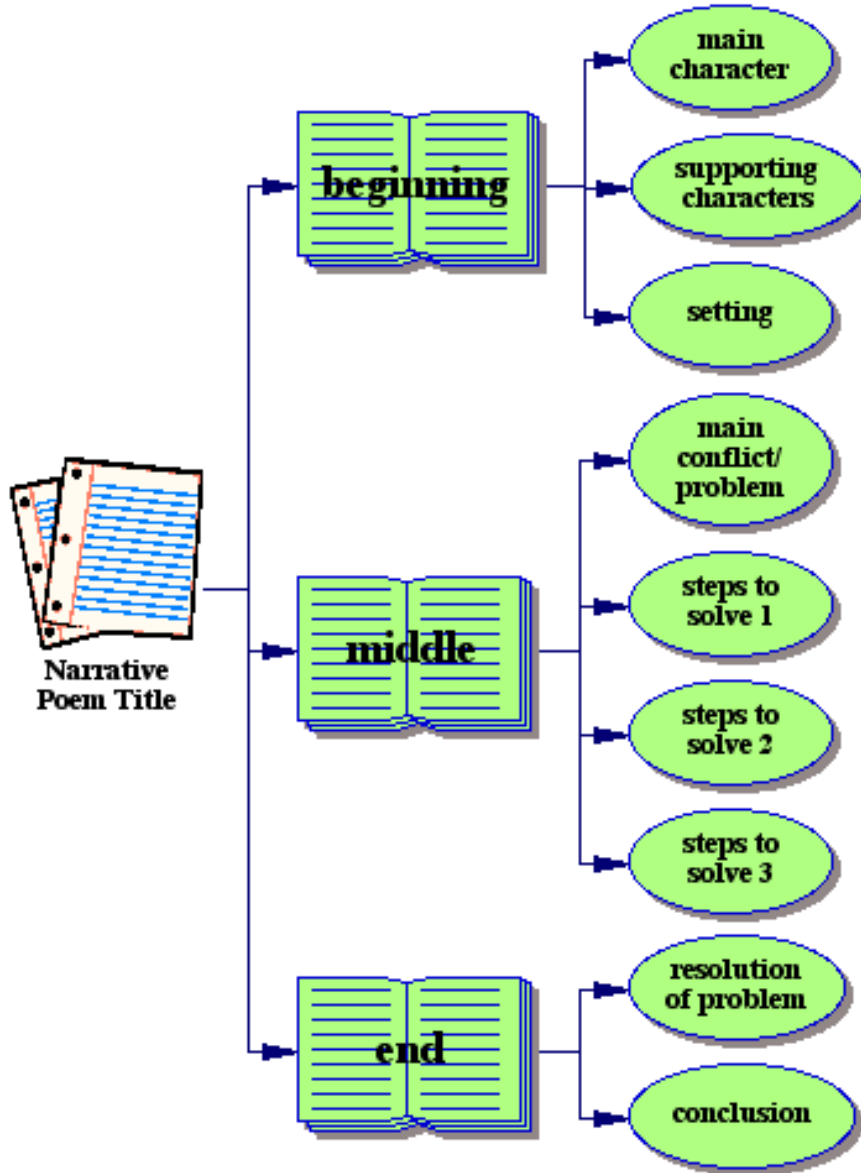 main
character
beginning
supporting
characters
setting
main
conflict/
problem
Narrative
Poem Title
middle
steps to
solve 1
steps to
solve 2
steps to
solve 3
end
resolution
of problem
conclusion